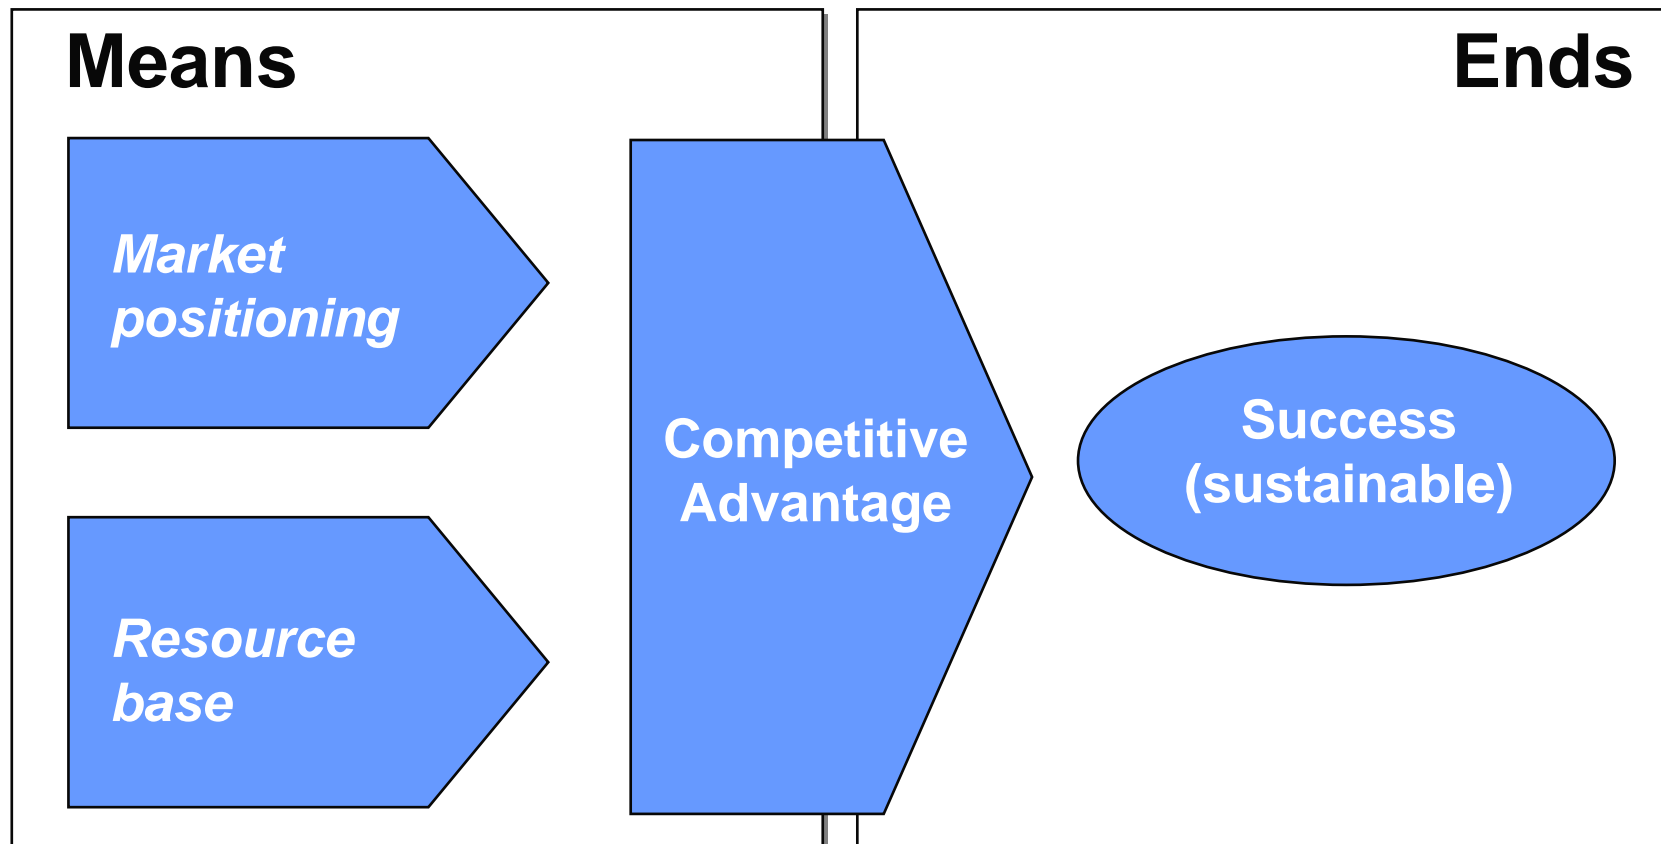 Means
Ends
Market
positioning
Competitive
Advantage
Success
(sustainable)
Resource
base